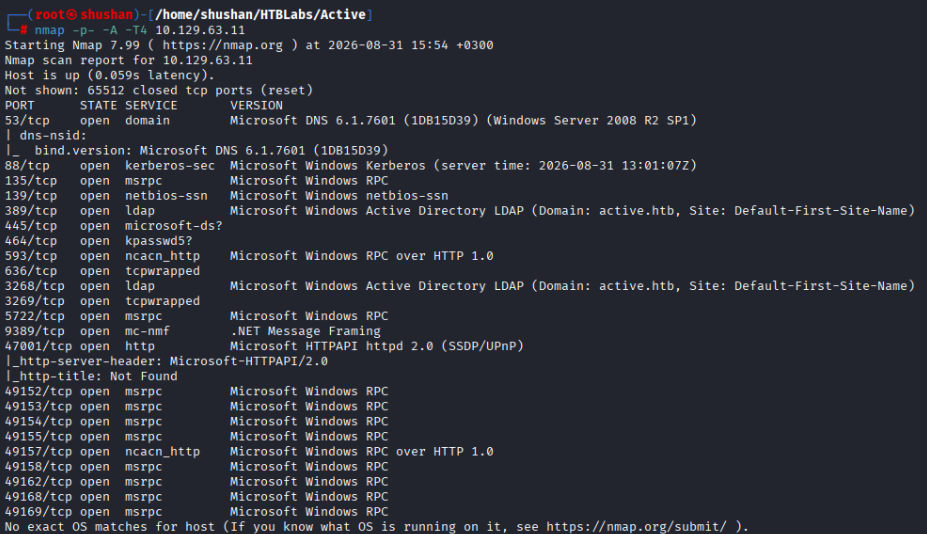 ┌──(root㉿shushan)-[/home/shushan/HTBLabs/Active]
└─# nmap -p- -A -T4 10.129.63.11
Starting Nmap 7.99 ( https://nmap.org ) at 2026-08-31 15:54 +0300
Nmap scan report for 10.129.63.11
Host is up (0.059s latency).
Not shown: 65512 closed tcp ports (reset)
PORT      STATE SERVICE      VERSION
53/tcp    open  domain       Microsoft DNS 6.1.7601 (1DB15D39) (Windows Server 2008 R2 SP1)
| dns-nsid:
|_  bind.version: Microsoft DNS 6.1.7601 (1DB15D39)
88/tcp    open  kerberos-sec Microsoft Windows Kerberos (server time: 2026-08-31 13:01:07Z)
135/tcp   open  msrpc        Microsoft Windows RPC
139/tcp   open  netbios-ssn  Microsoft Windows netbios-ssn
389/tcp   open  ldap         Microsoft Windows Active Directory LDAP (Domain: active.htb, Site: Default-First-Site-Name)
445/tcp   open  microsoft-ds?
464/tcp   open  kpasswd5?
593/tcp   open  ncacn_http   Microsoft Windows RPC over HTTP 1.0
636/tcp   open  tcpwrapped
3268/tcp  open  ldap         Microsoft Windows Active Directory LDAP (Domain: active.htb, Site: Default-First-Site-Name)
3269/tcp  open  tcpwrapped
5722/tcp  open  msrpc        Microsoft Windows RPC
9389/tcp  open  mc-nmf       .NET Message Framing
47001/tcp open  http         Microsoft HTTPAPI httpd 2.0 (SSDP/UPnP)
|_http-server-header: Microsoft-HTTPAPI/2.0
|_http-title: Not Found
49152/tcp open  msrpc        Microsoft Windows RPC
49153/tcp open  msrpc        Microsoft Windows RPC
49154/tcp open  msrpc        Microsoft Windows RPC
49155/tcp open  msrpc        Microsoft Windows RPC
49157/tcp open  ncacn_http   Microsoft Windows RPC over HTTP 1.0
49158/tcp open  msrpc        Microsoft Windows RPC
49162/tcp open  msrpc        Microsoft Windows RPC
49168/tcp open  msrpc        Microsoft Windows RPC
49169/tcp open  msrpc        Microsoft Windows RPC
No exact OS matches for host (If you know what OS is running on it, see https://nmap.org/submit/ ).